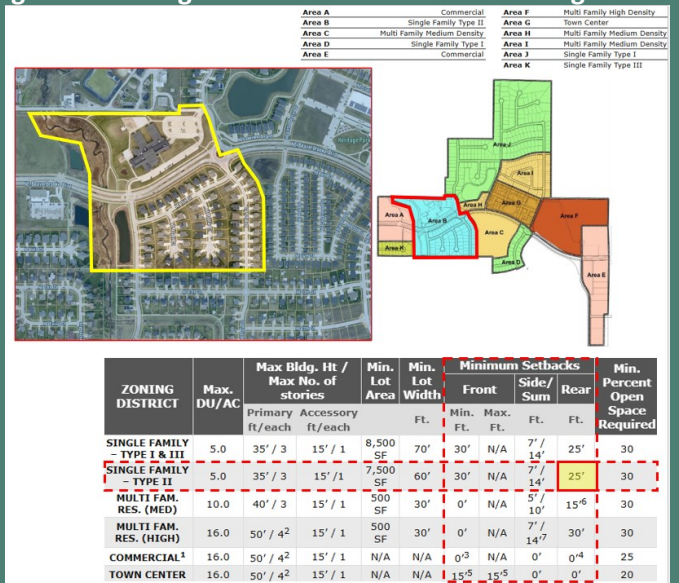 Area A Commercial
Area B Single Family Type II
Area C Multi Family Medium Density
Area D Single Family Type I
Area E Commercial
Area F Multi Family High Density
Area G Town Center
Area H Multi Family Medium Density
Area I Multi Family Medium Density
Area J Single Family Type I
Area K Single Family Type III
Heritage Park
Area J
Area I
Area H
Area G
Area A
Area B
Area C
Area F
Area K
Area D
Area E
ZONING DISTRICT
Max. DU/AC
Max Bldg. Ht / Max No. of stories
Min. Lot Area
Min. Lot Width
Minimum Setbacks
Min. Percent Open Space Required
Primary ft/each
Accessory ft/each
Ft.
Front
Side/ Sum
Rear
Min. Ft.
Max. Ft.
Ft.
Ft.
SINGLE FAMILY – TYPE I & III 5.0 35' / 3 15' / 1 8,500 SF 70' 30' N/A 7' / 14' 25' 30
SINGLE FAMILY – TYPE II 5.0 35' / 3 15' /1 7,500 SF 60' 30' N/A 7' / 14' 25' 30
MULTI FAM. RES. (MED) 10.0 40' / 3 15' / 1 500 SF 30' 0' N/A 5' / 10' 15'6 30
MULTI FAM. RES. (HIGH) 16.0 50' / 42 15' / 1 500 SF 30' 0' N/A 7' / 14'7 30' 30
COMMERCIAL1 16.0 50' / 42 15' / 1 N/A N/A 0'3 N/A 0' 0'4 25
TOWN CENTER 16.0 50' / 42 15' / 1 N/A N/A 15'5 15'5 0' 0' 20